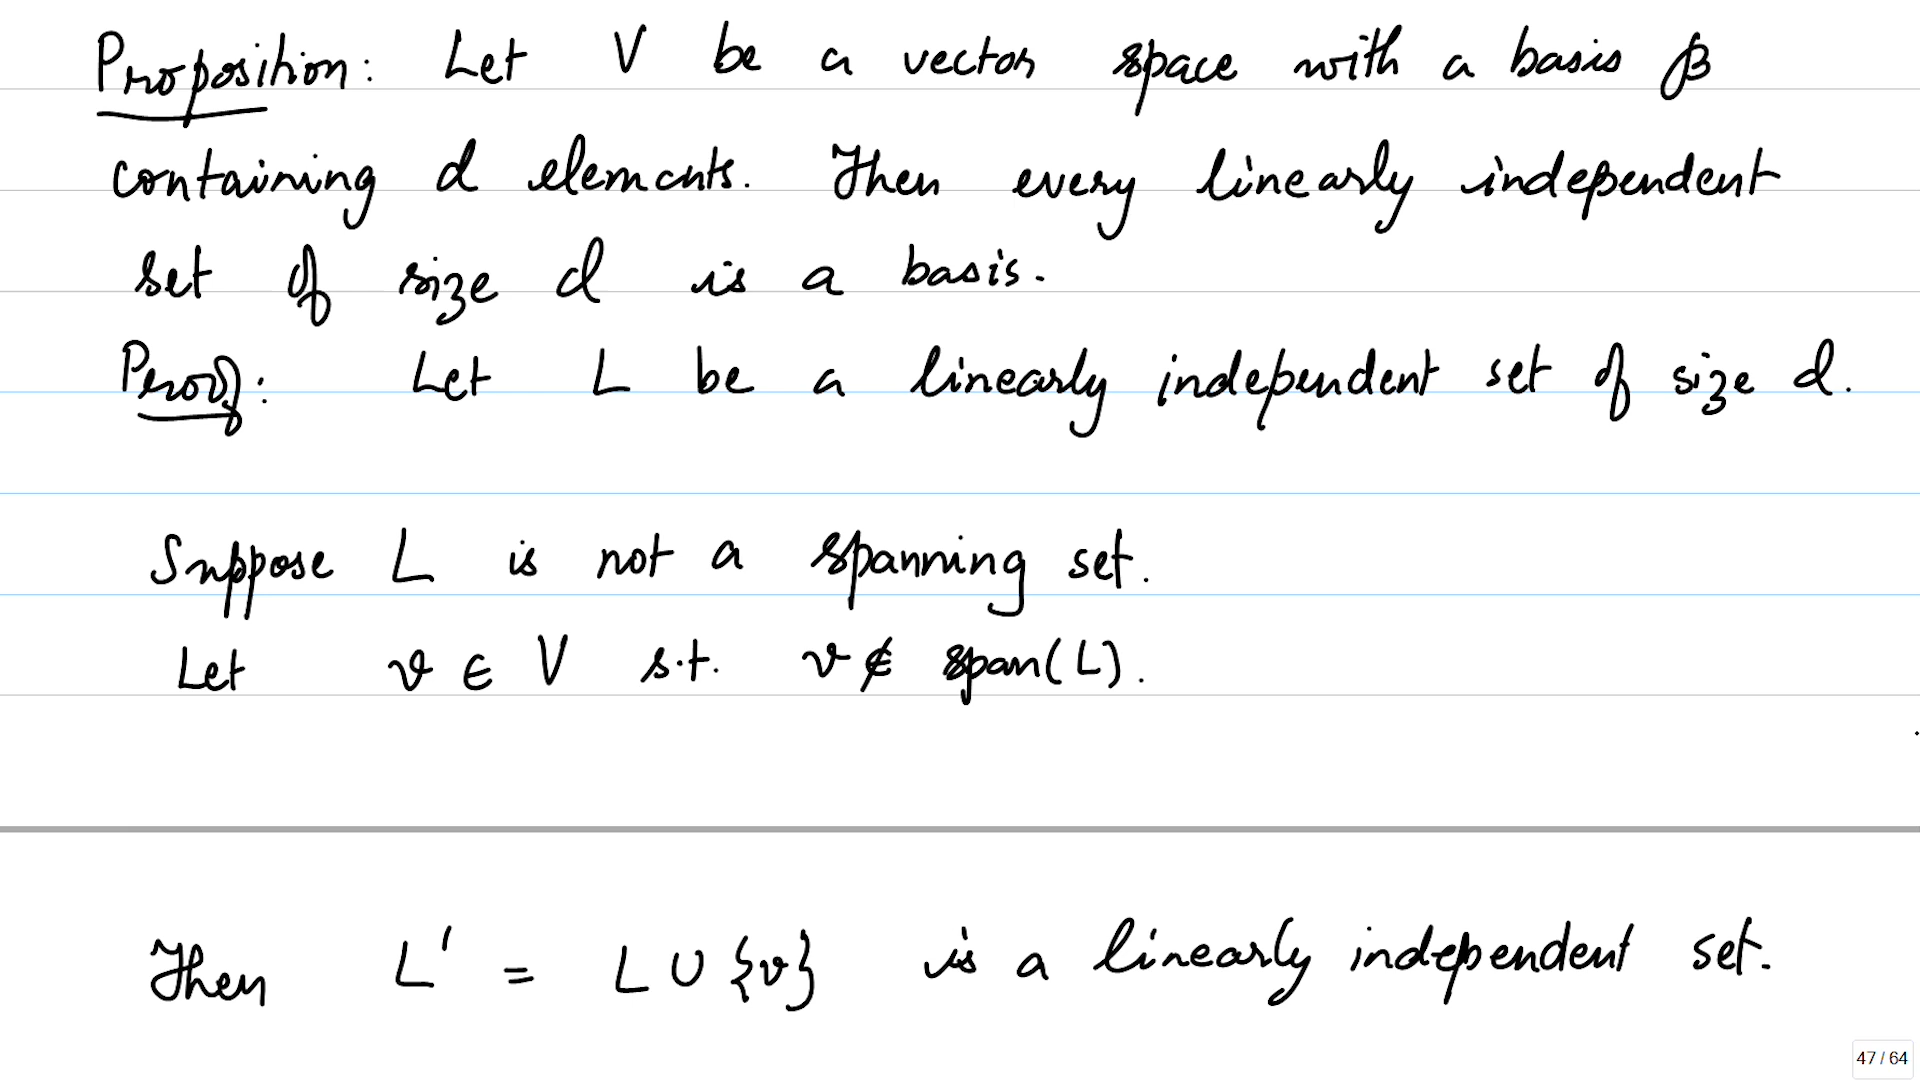 Proposition: Let V be a vector space with a basis β
containing d elements. Then every linearly independent
set of size d is a basis.
Proof: Let L be a linearly independent set of size d.
Suppose L is not a spanning set.
Let v ∈ V s.t. v ∉ span(L).
Then L' = L ∪ {v} is a linearly independent set.
47 / 64